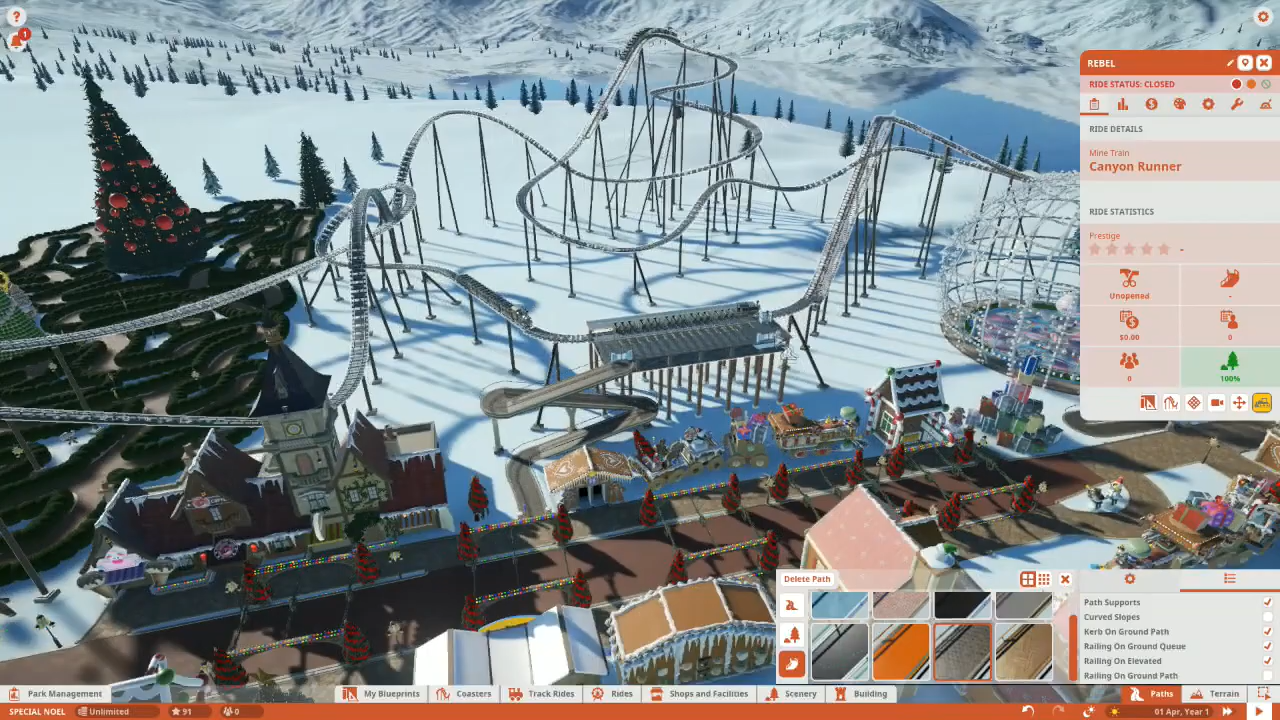 ?
1
REBEL
RIDE STATUS: CLOSED
RIDE DETAILS
Mine Train
Canyon Runner
RIDE STATISTICS
Prestige
-
Unopened
-
$0.00
0
0
100%
Delete Path
Path Supports
Curved Slopes
Kerb On Ground Path
Railing On Ground Queue
Railing On Elevated
Railing On Ground Path
Park Management
My Blueprints
Coasters
Track Rides
Rides
Shops and Facilities
Scenery
Building
Paths
Terrain
SPECIAL NOEL
Unlimited
91
0
01 Apr, Year 1